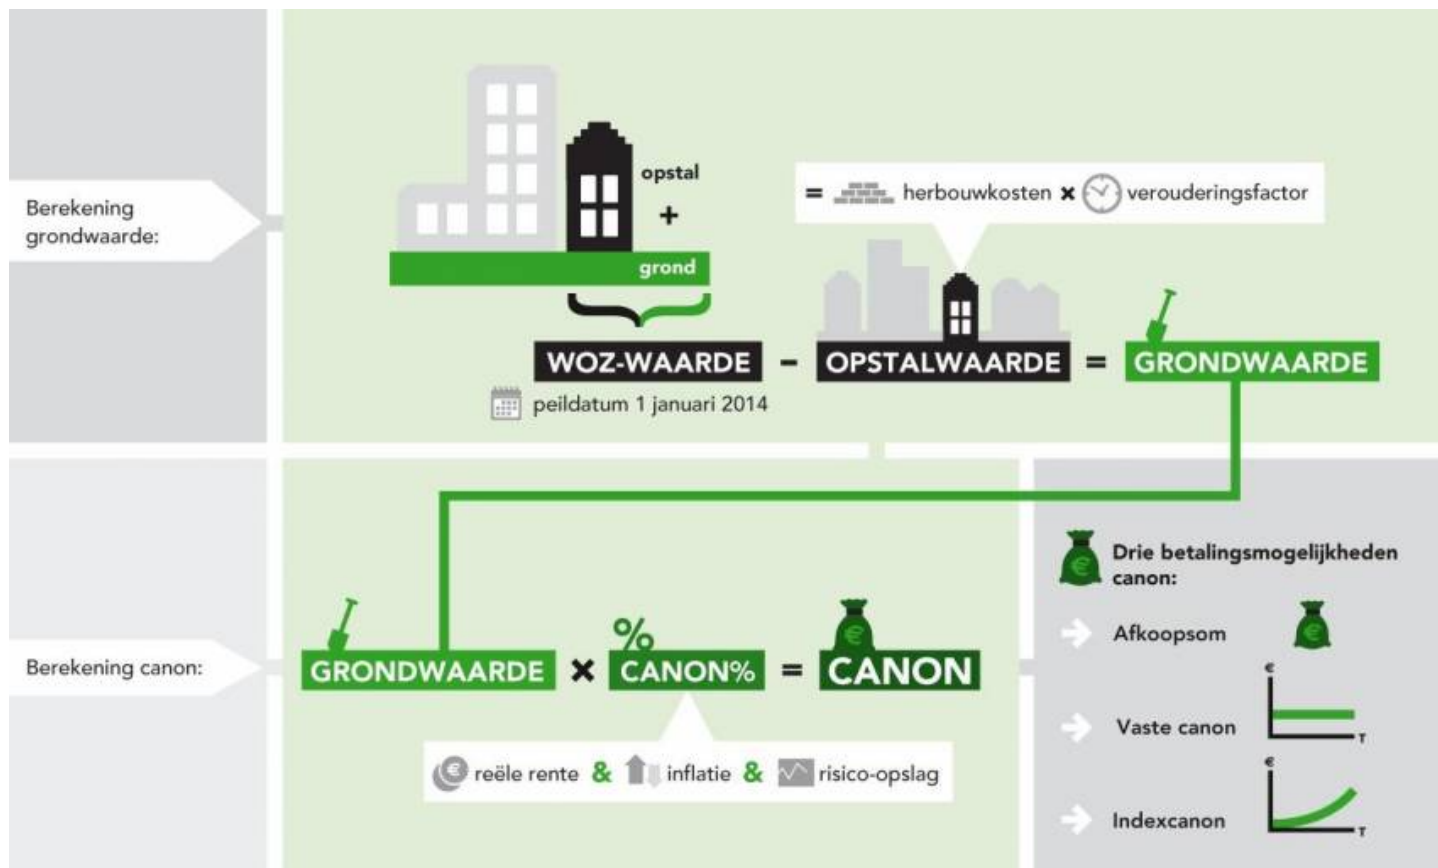 Berekening
grondwaarde:
opstal
+
grond
= herbouwkosten × verouderingsfactor
WOZ-WAARDE - OPSTALWAARDE = GRONDWAARDE
peildatum 1 januari 2014
Berekening canon:
%
GRONDWAARDE × CANON% = CANON
€
€ reële rente & inflatie & risico-opslag
€ Drie betalingsmogelijkheden
canon:
Afkoopsom €
Vaste canon
€
T
Indexcanon
€
T